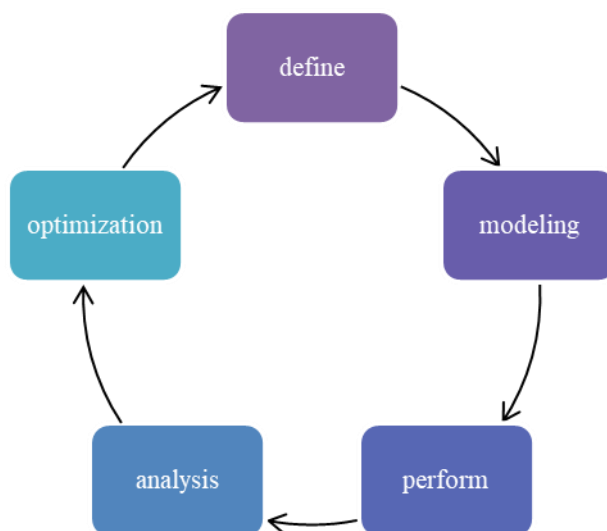 define
modeling
perform
analysis
optimization